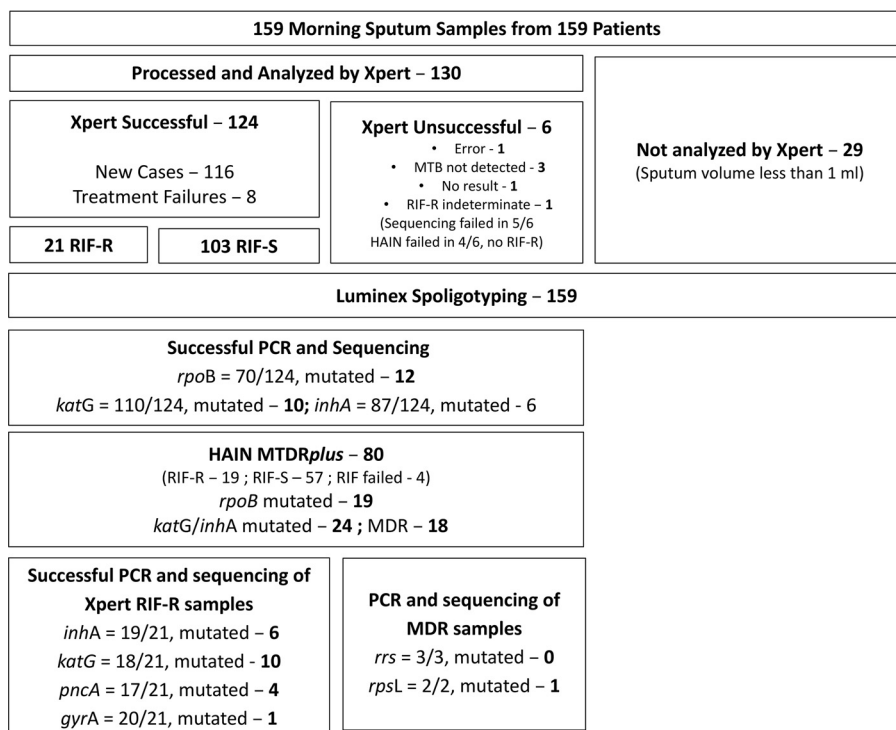 159 Morning Sputum Samples from 159 Patients
Processed and Analyzed by Xpert – 130
Xpert Successful – 124
New Cases – 116
Treatment Failures – 8
21 RIF-R
103 RIF-S
Xpert Unsuccessful – 6
• Error - 1
• MTB not detected - 3
• No result - 1
• RIF-R indeterminate – 1
(Sequencing failed in 5/6
HAIN failed in 4/6, no RIF-R)
Not analyzed by Xpert – 29
(Sputum volume less than 1 ml)
Luminex Spoligotyping – 159
Successful PCR and Sequencing
rpoB = 70/124, mutated – 12
katG = 110/124, mutated – 10; inhA = 87/124, mutated - 6
HAIN MTDRplus – 80
(RIF-R – 19 ; RIF-S – 57 ; RIF failed - 4)
rpoB mutated – 19
katG/inhA mutated – 24 ; MDR – 18
Successful PCR and sequencing of
Xpert RIF-R samples
inhA = 19/21, mutated – 6
katG = 18/21, mutated - 10
pncA = 17/21, mutated – 4
gyrA = 20/21, mutated – 1
PCR and sequencing of
MDR samples
rrs = 3/3, mutated – 0
rpsL = 2/2, mutated – 1